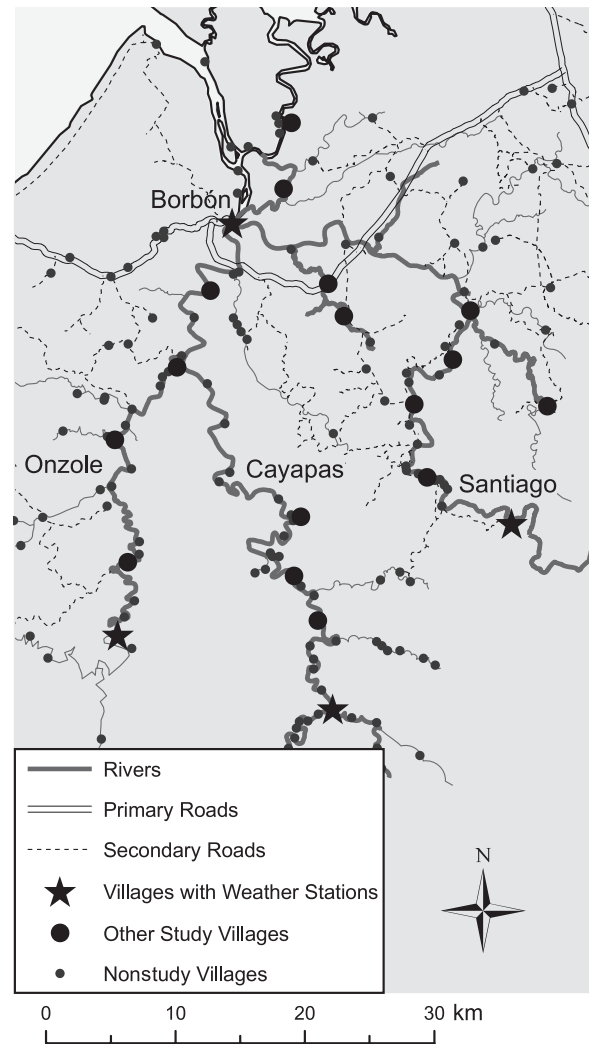 Borbón
Onzole
Cayapas
Santiago
Rivers
Primary Roads
Secondary Roads
Villages with Weather Stations
Other Study Villages
Nonstudy Villages
N
0 10 20 30 km